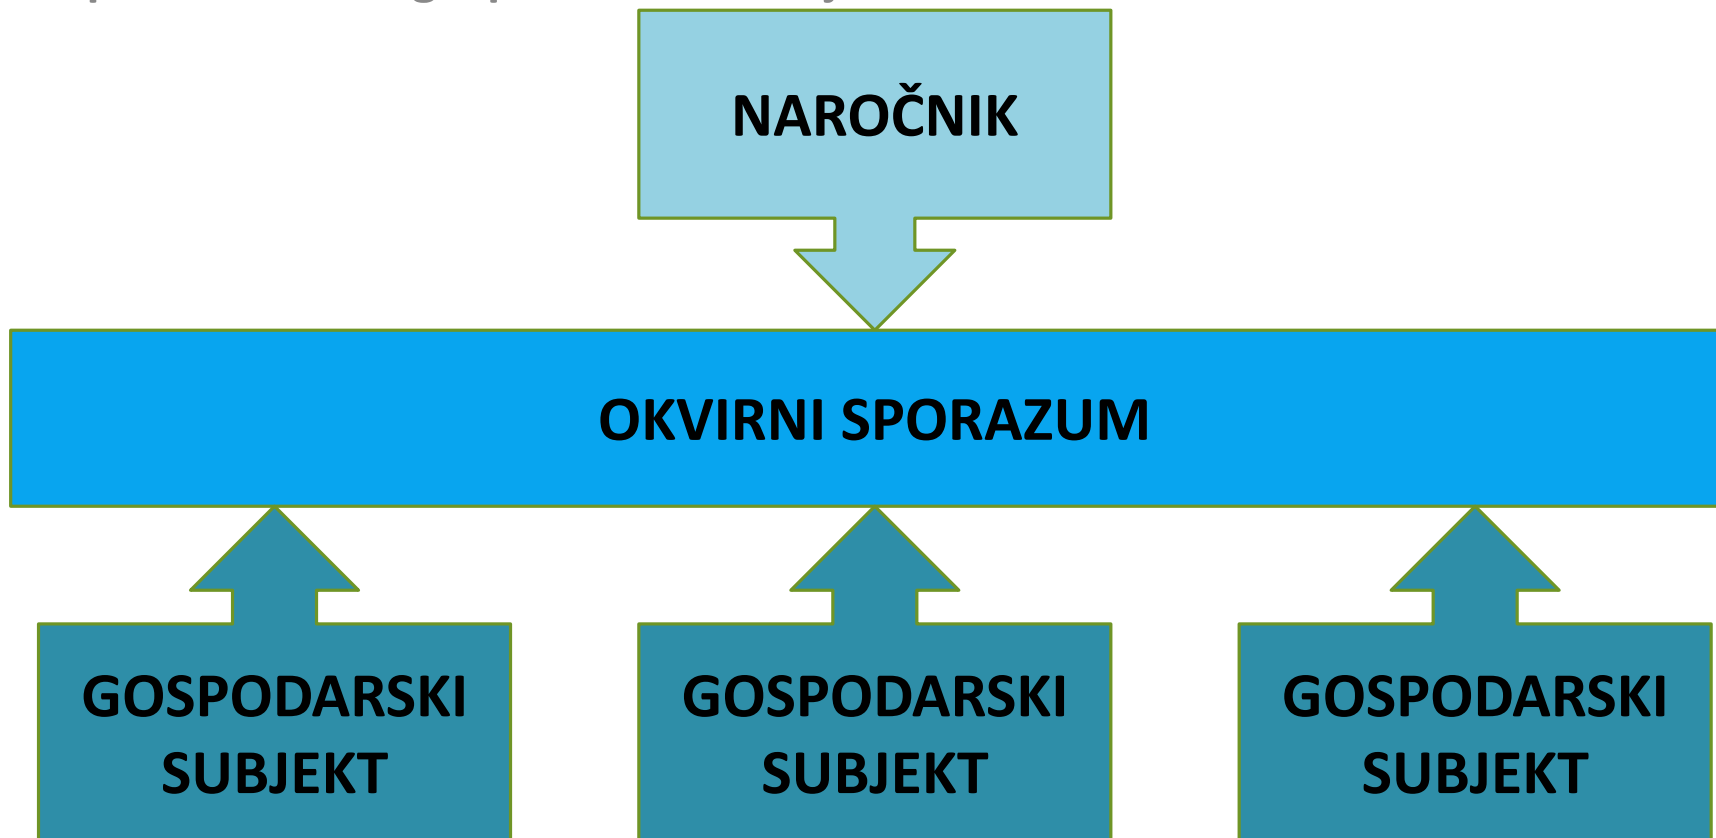 NAROČNIK
OKVIRNI SPORAZUM
GOSPODARSKI
SUBJEKT
GOSPODARSKI
SUBJEKT
GOSPODARSKI
SUBJEKT